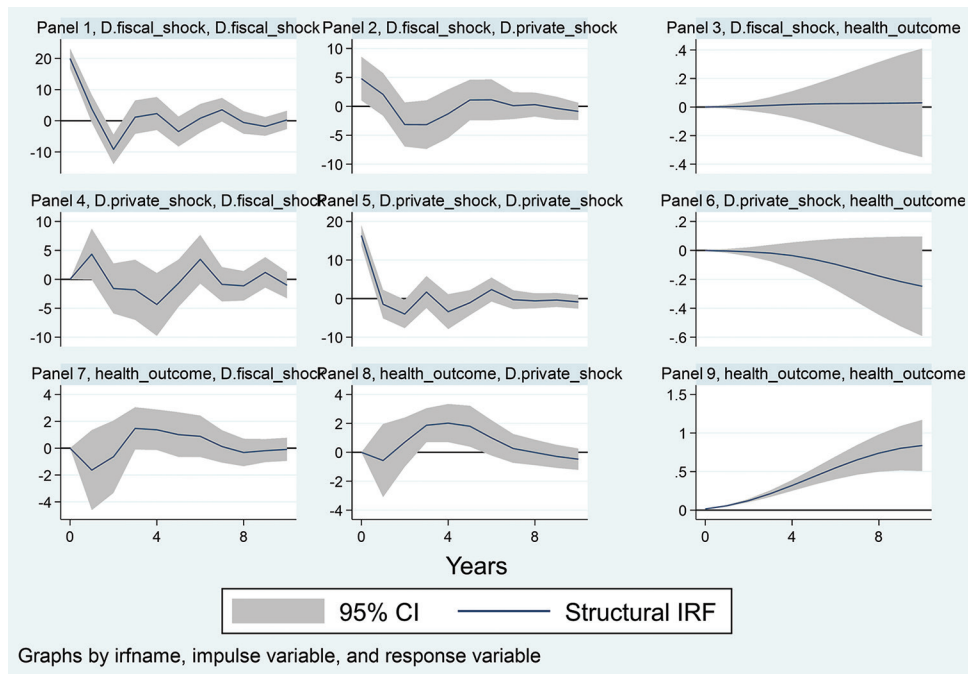 Panel 1, D.fiscal_shock, D.fiscal_shock
Panel 2, D.fiscal_shock, D.private_shock
Panel 3, D.fiscal_shock, health_outcome
20
10
0
-10
10
5
0
-5
-10
.4
.2
0
-.2
-.4
Panel 4, D.private_shock, D.fiscal_shock
Panel 5, D.private_shock, D.private_shock
Panel 6, D.private_shock, health_outcome
10
5
0
-5
-10
20
10
0
-10
.2
0
-.2
-.4
-.6
Panel 7, health_outcome, D.fiscal_shock
Panel 8, health_outcome, D.private_shock
Panel 9, health_outcome, health_outcome
4
2
0
-2
-4
4
2
0
-2
-4
1.5
1
.5
0
0 4 8
0 4 8
0 4 8
Years
95% CI
Structural IRF
Graphs by irfname, impulse variable, and response variable